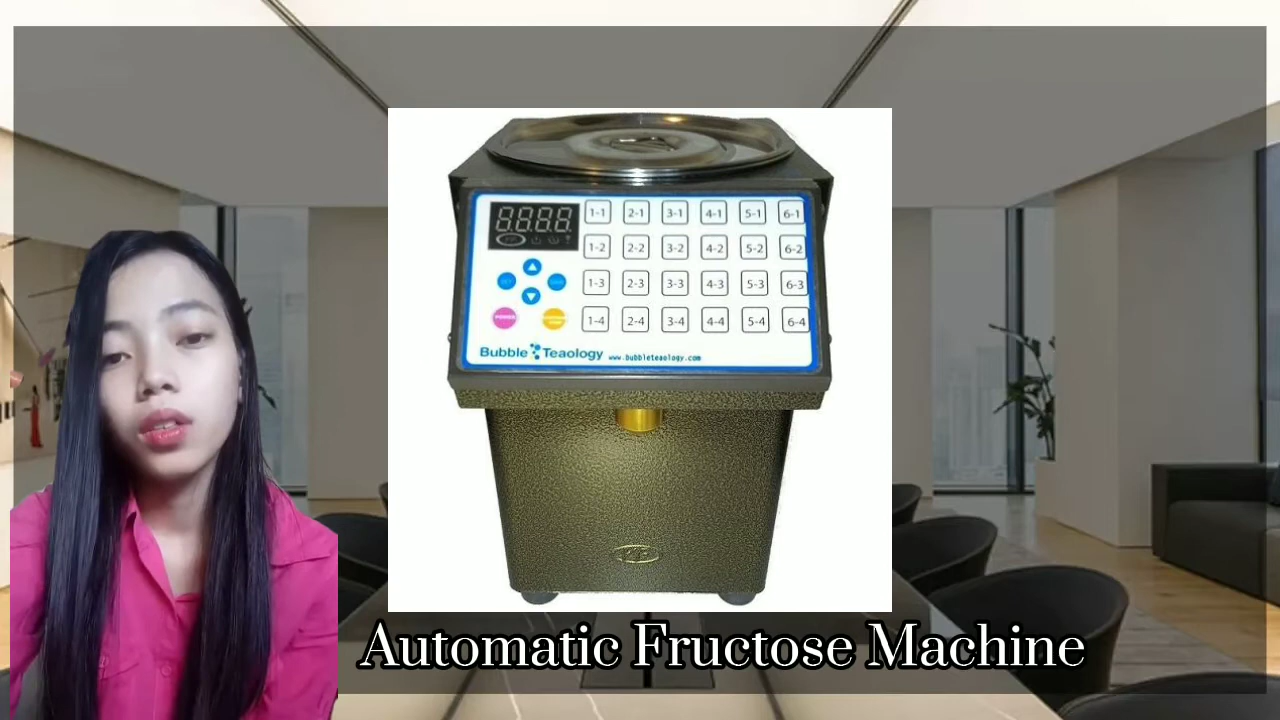 8888
1-1 2-1 3-1 4-1 5-1 6-1
1-2 2-2 3-2 4-2 5-2 6-2
1-3 2-3 3-3 4-3 5-3 6-3
1-4 2-4 3-4 4-4 5-4 6-4
POWER
Bubble Teaology www.bubbleteaology.com
Automatic Fructose Machine